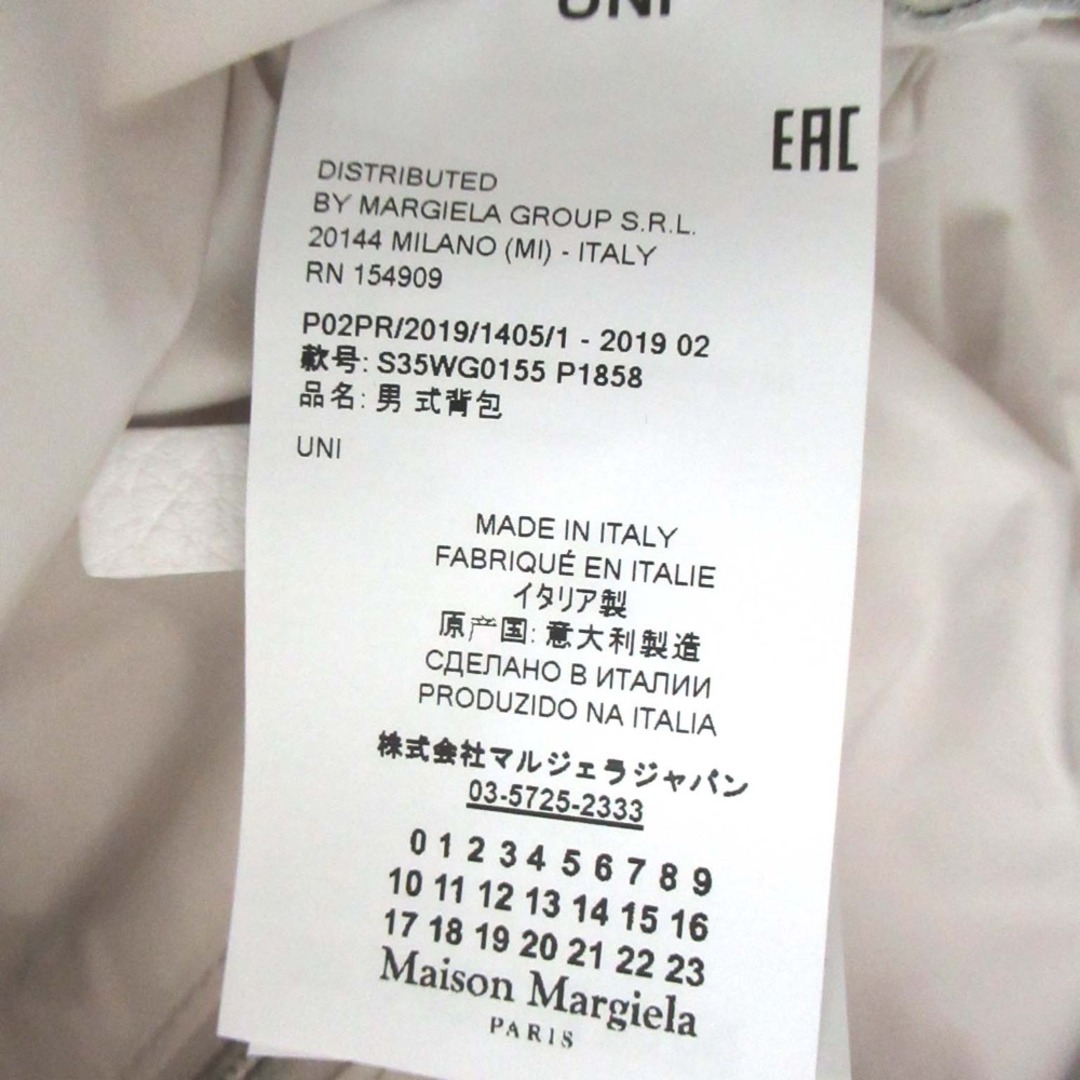 UNI
EAC
DISTRIBUTED
BY MARGIELA GROUP S.R.L.
20144 MILANO (MI) - ITALY
RN 154909
P02PR/2019/1405/1 - 2019 02
款号: S35WG0155 P1858
品名: 男 式背包
UNI
MADE IN ITALY
FABRIQUÉ EN ITALIE
イタリア製
原产国: 意大利製造
СДЕЛАНО В ИТАЛИИ
PRODUZIDO NA ITALIA
株式会社マルジェラジャパン
03-5725-2333
0 1 2 3 4 5 6 7 8 9
10 11 12 13 14 15 16
17 18 19 20 21 22 23
Maison Margiela
PARIS